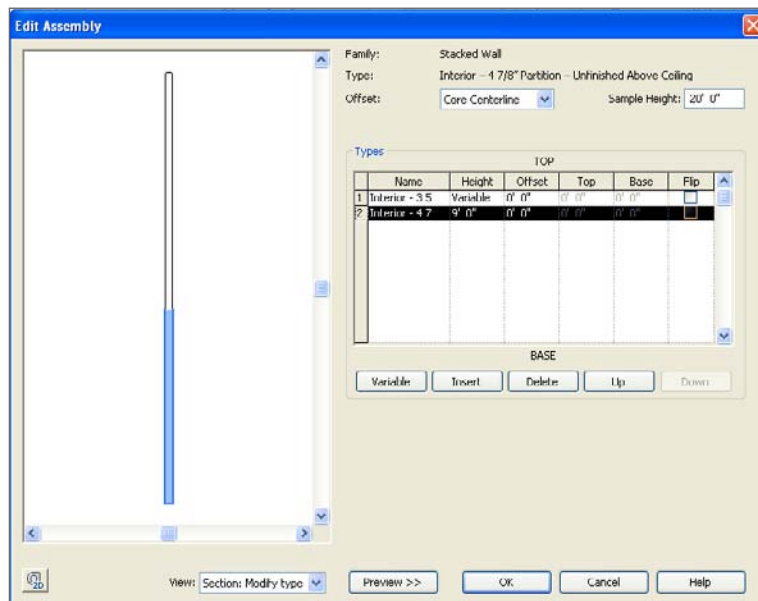 Edit Assembly
Family: Stacked Wall
Type: Interior - 4 7/8" Partition - Unfinished Above Ceiling
Offset: Core Centerline Sample Height: 20' 0"
Types
TOP
Name Height Offset Top Base Flip
1 Interior - 3 5 Variable 0' 0" 0' 0" 0' 0"
2 Interior - 4 7 9' 0" 0' 0" 0' 0" 0' 0"
BASE
Variable Insert Delete Up Down
2D View: Section: Modify type Preview >> OK Cancel Help